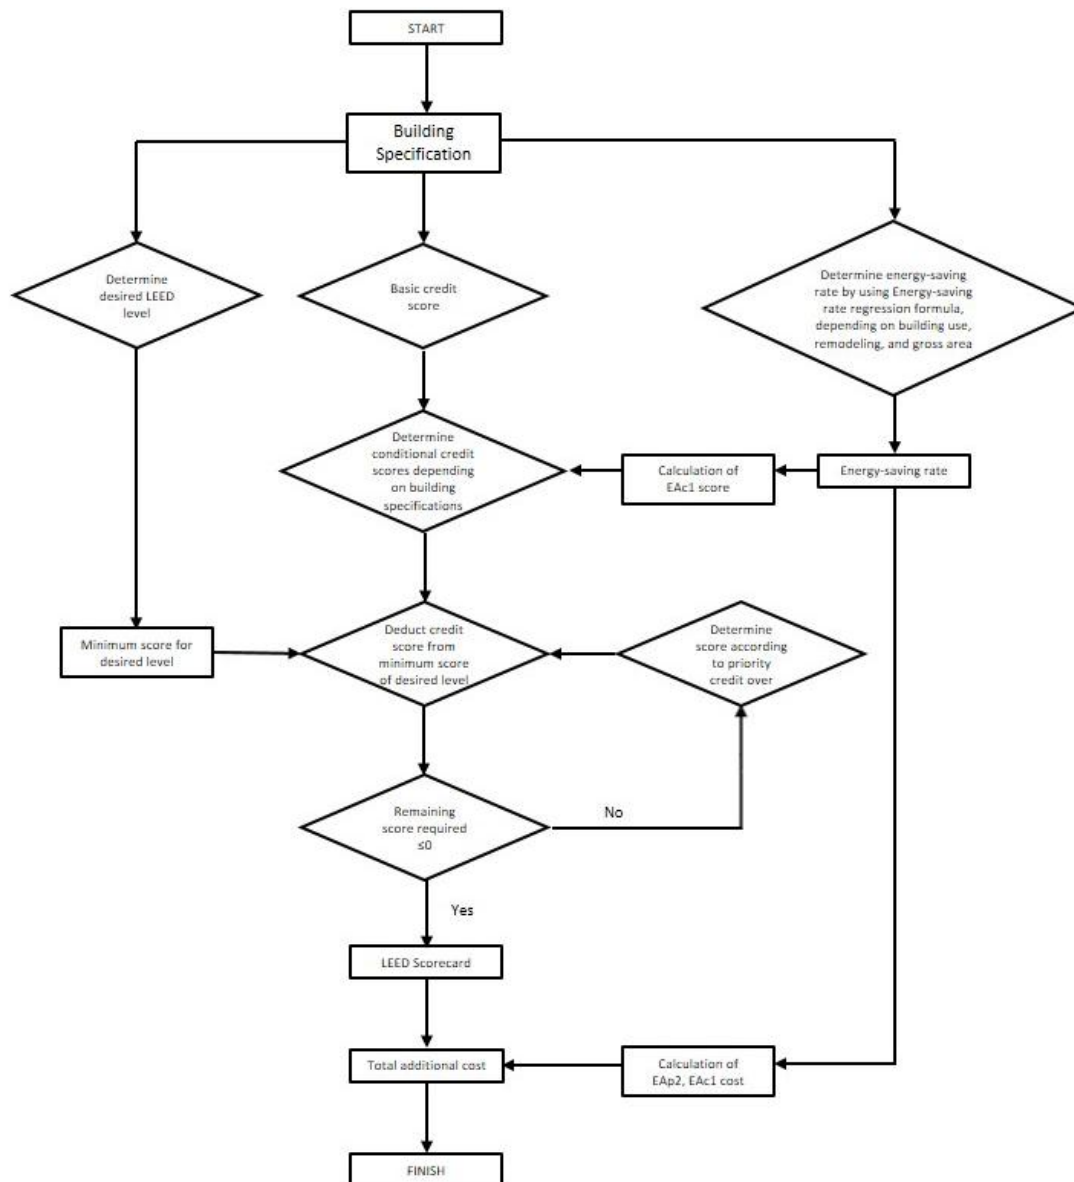 START
Building
Specification
Determine
desired LEED
level
Basic credit
score
Determine energy-saving
rate by using Energy-saving
rate regression formula,
depending on building use,
remodeling, and gross area
Determine
conditional credit
scores depending
on building
specifications
Calculation of
EAc1 score
Energy-saving rate
Minimum score for
desired level
Deduct credit
score from
minimum score
of desired level
Determine
score according
to priority
credit over
Remaining
score required
≤0
No
Yes
LEED Scorecard
Total additional cost
Calculation of
EAp2, EAc1 cost
FINISH